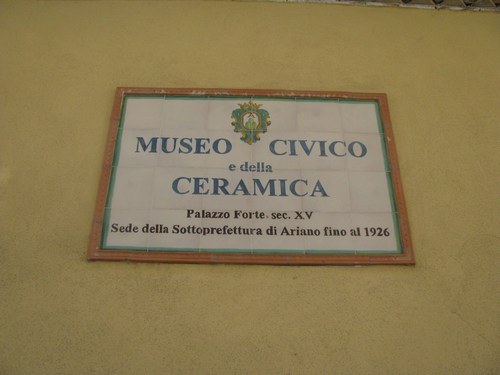 MUSEO CIVICO
e della
CERAMICA
Palazzo Forte sec. XV
Sede della Sottoprefettura di Ariano fino al 1926